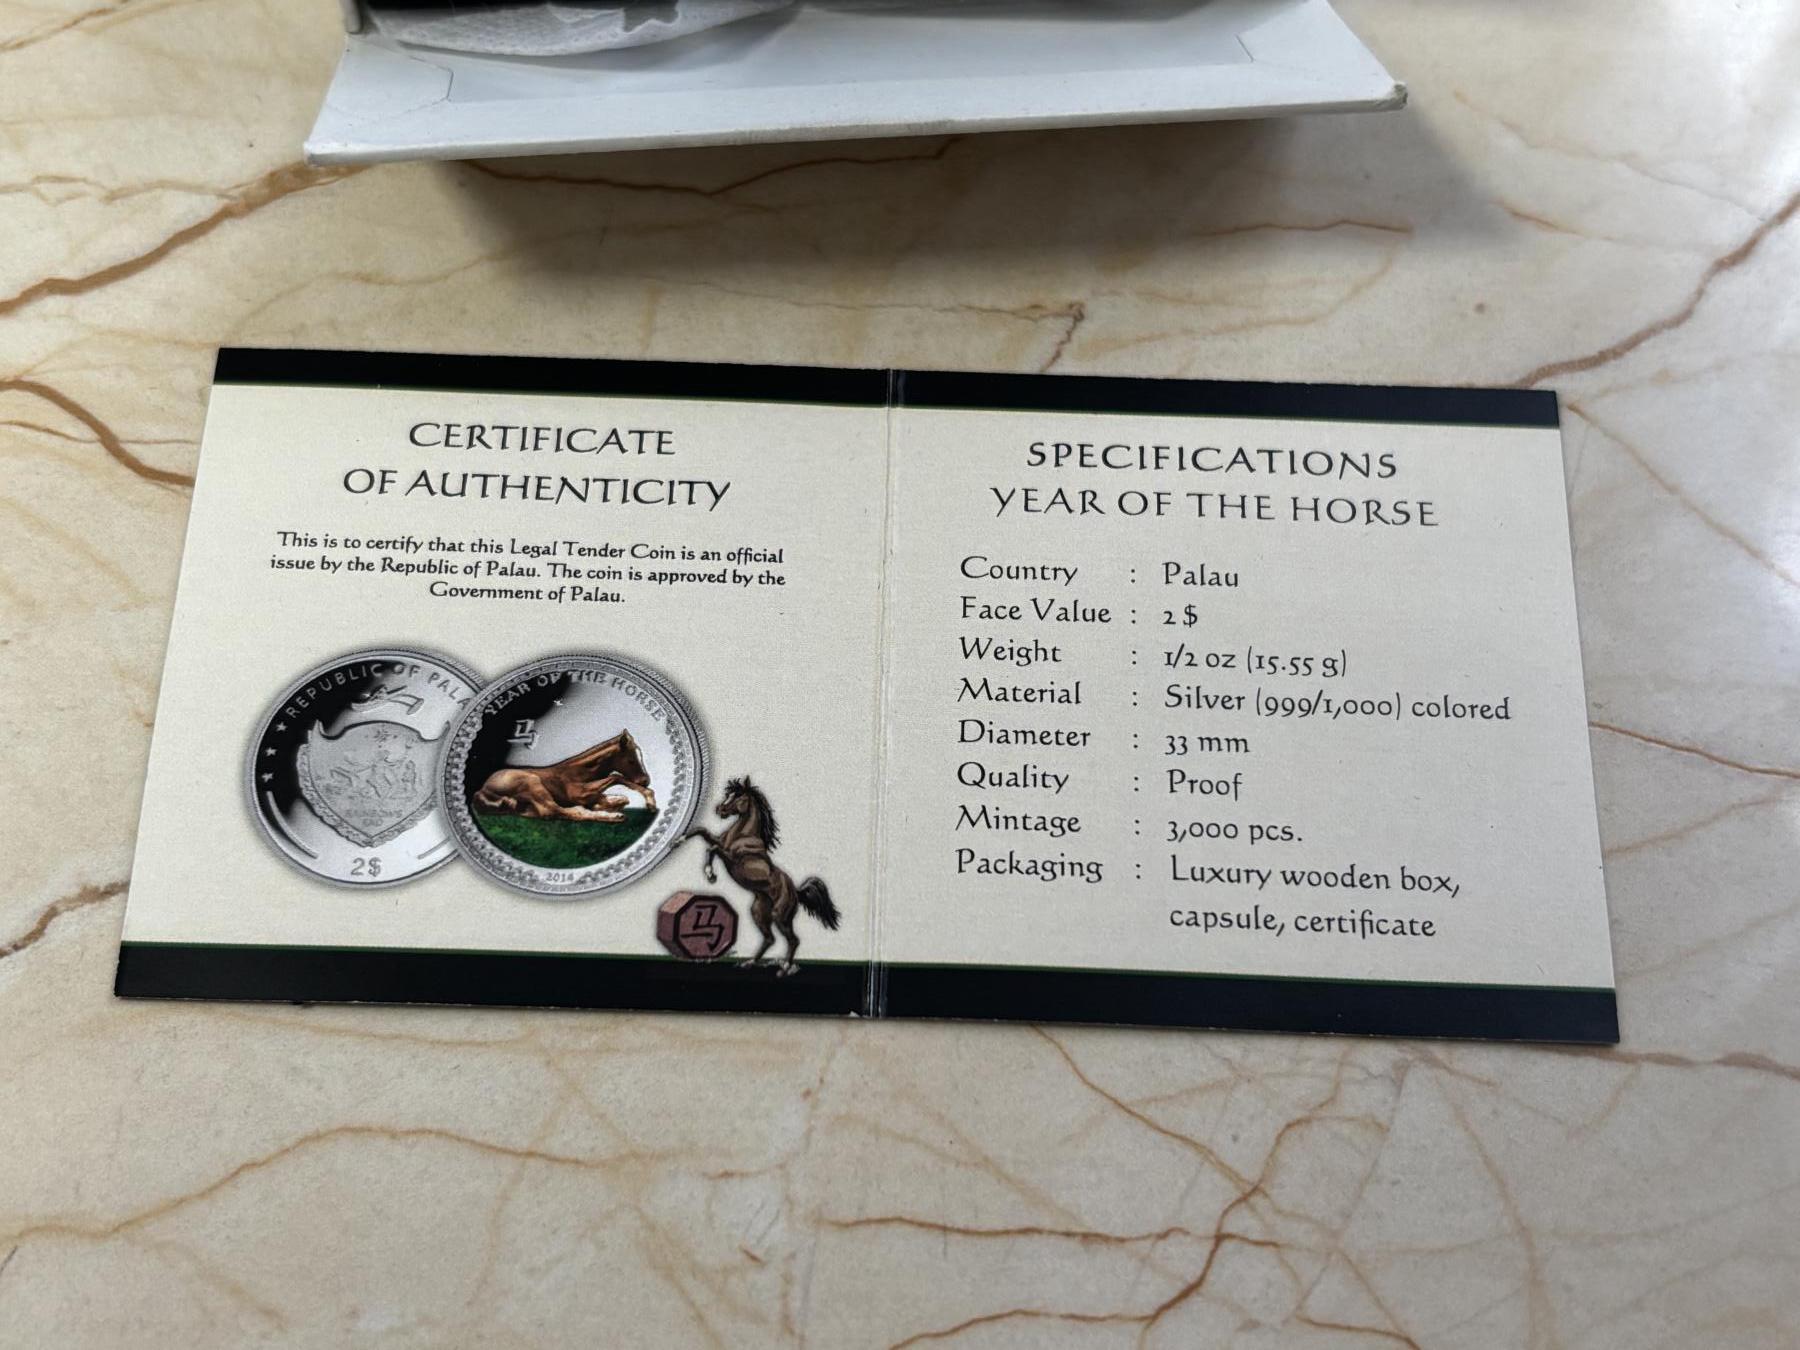 CERTIFICATE
OF AUTHENTICITY
This is to certify that this Legal Tender Coin is an official
issue by the Republic of Palau. The coin is approved by the
Government of Palau.
REPUBLIC OF PALA
RAINBOW'S
END
2$
YEAR OF THE HORSE
马
2014
马
SPECIFICATIONS
YEAR OF THE HORSE
Country : Palau
Face Value : 2 $
Weight : 1/2 oz (15.55 g)
Material : Silver (999/1,000) colored
Diameter : 33 mm
Quality : Proof
Mintage : 3,000 pcs.
Packaging : Luxury wooden box,
capsule, certificate